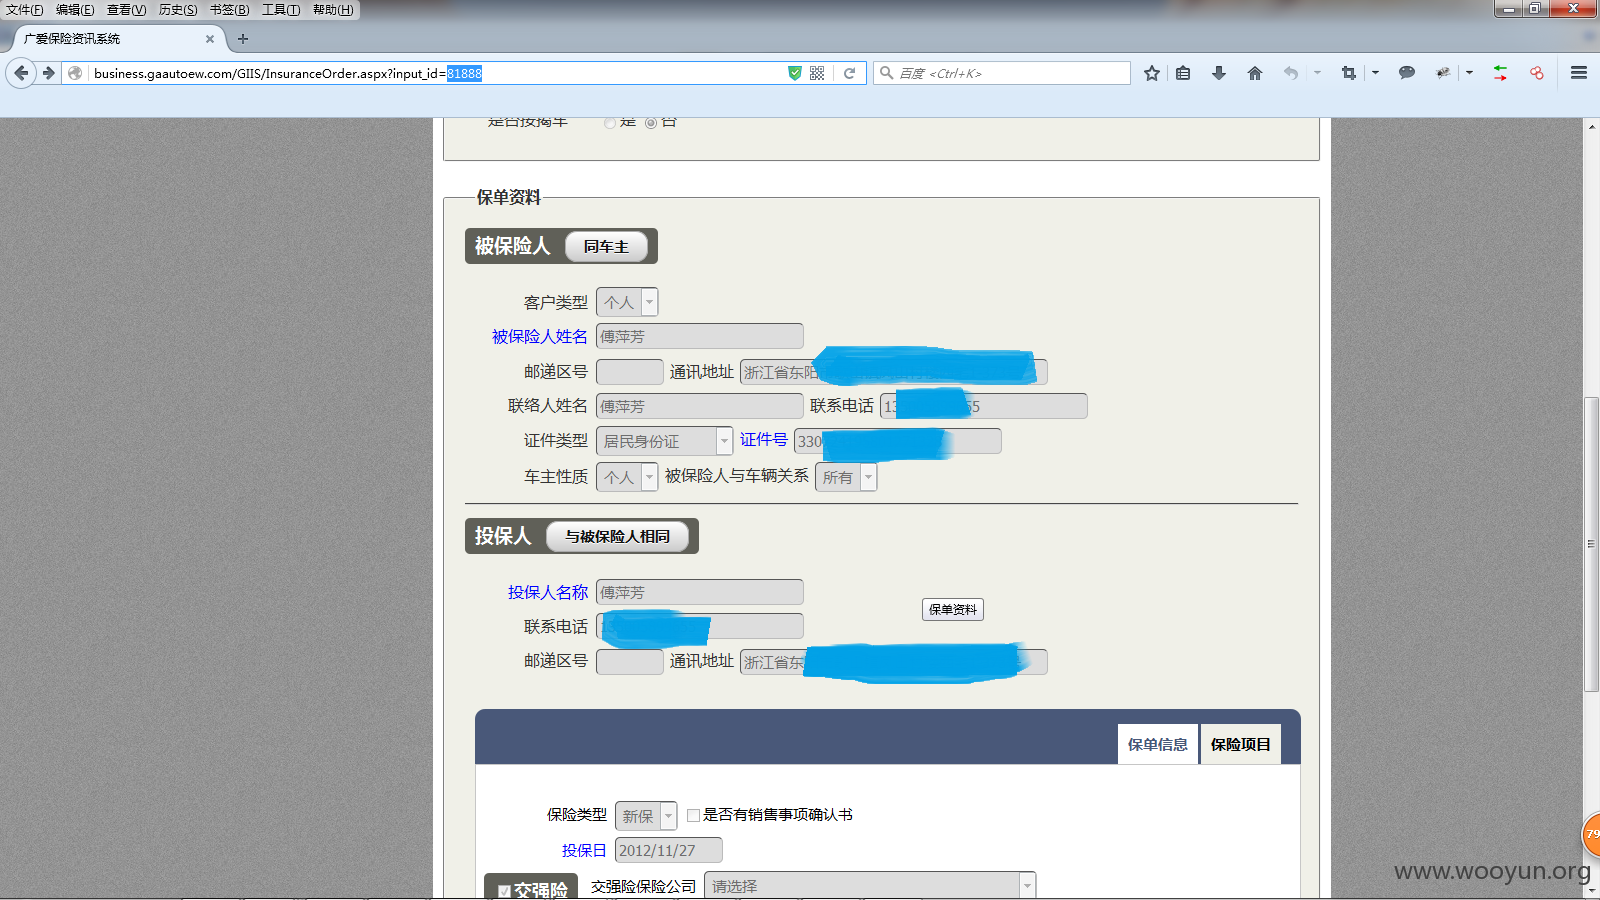 文件(F) 编辑(E) 查看(V) 历史(S) 书签(B) 工具(T) 帮助(H)
广爱保险资讯系统
business.gaautoew.com/GIIS/InsuranceOrder.aspx?input_id=81888
百度 <Ctrl+K>
是否按揭车 是 否
保单资料
被保险人 同车主
客户类型 个人
被保险人姓名 傅萍芳
邮递区号 通讯地址 浙江省东阳
联络人姓名 傅萍芳 联系电话 13 55
证件类型 居民身份证 证件号 330
车主性质 个人 被保险人与车辆关系 所有
投保人 与被保险人相同
投保人名称 傅萍芳
保单资料
联系电话
邮递区号 通讯地址 浙江省东
保单信息 保险项目
保险类型 新保 是否有销售事项确认书
投保日 2012/11/27
交强险 交强险保险公司 请选择
79
www.wooyun.org